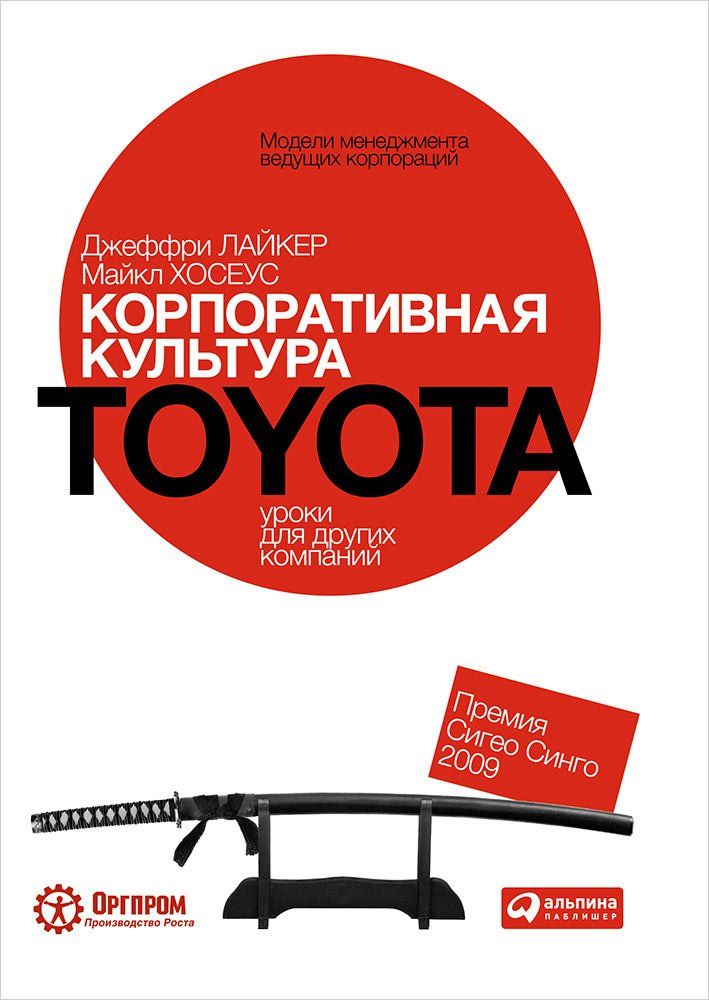 Модели менеджмента
ведущих корпораций
Джеффри ЛАЙКЕР
Майкл ХОСЕУС
КОРПОРАТИВНАЯ
КУЛЬТУРА
TOYOTA
уроки
для других
компаний
Премия
Сигео Синго
2009
ОРГПРОМ
Производство Роста
альпина
ПАБЛИШЕР